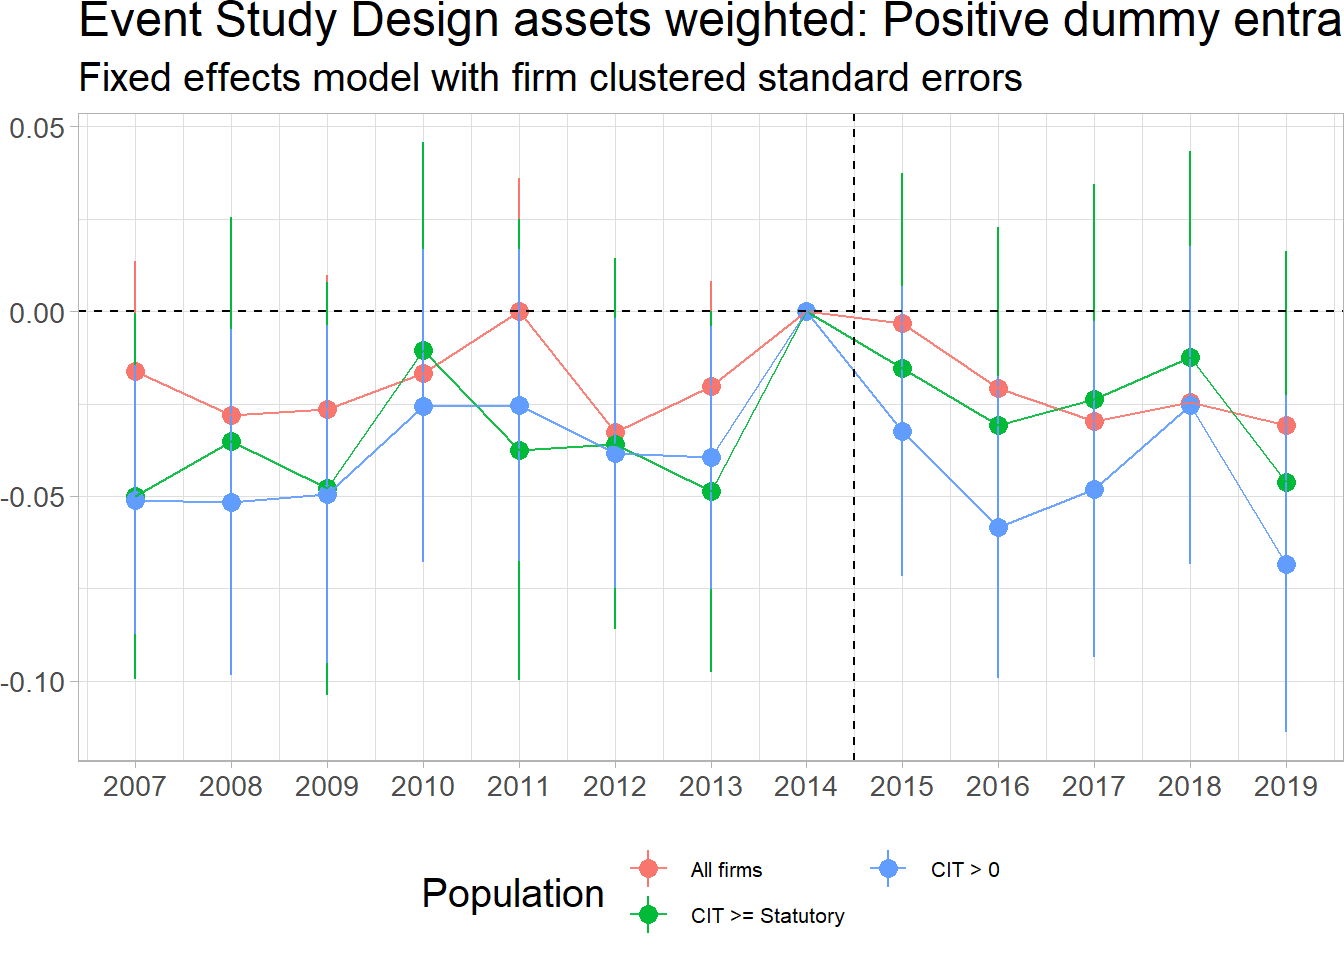 Event Study Design assets weighted: Positive dummy entra
Fixed effects model with firm clustered standard errors
0.05
0.00
-0.05
-0.10
2007 2008 2009 2010 2011 2012 2013 2014 2015 2016 2017 2018 2019
Population
All firms
CIT > 0
CIT >= Statutory